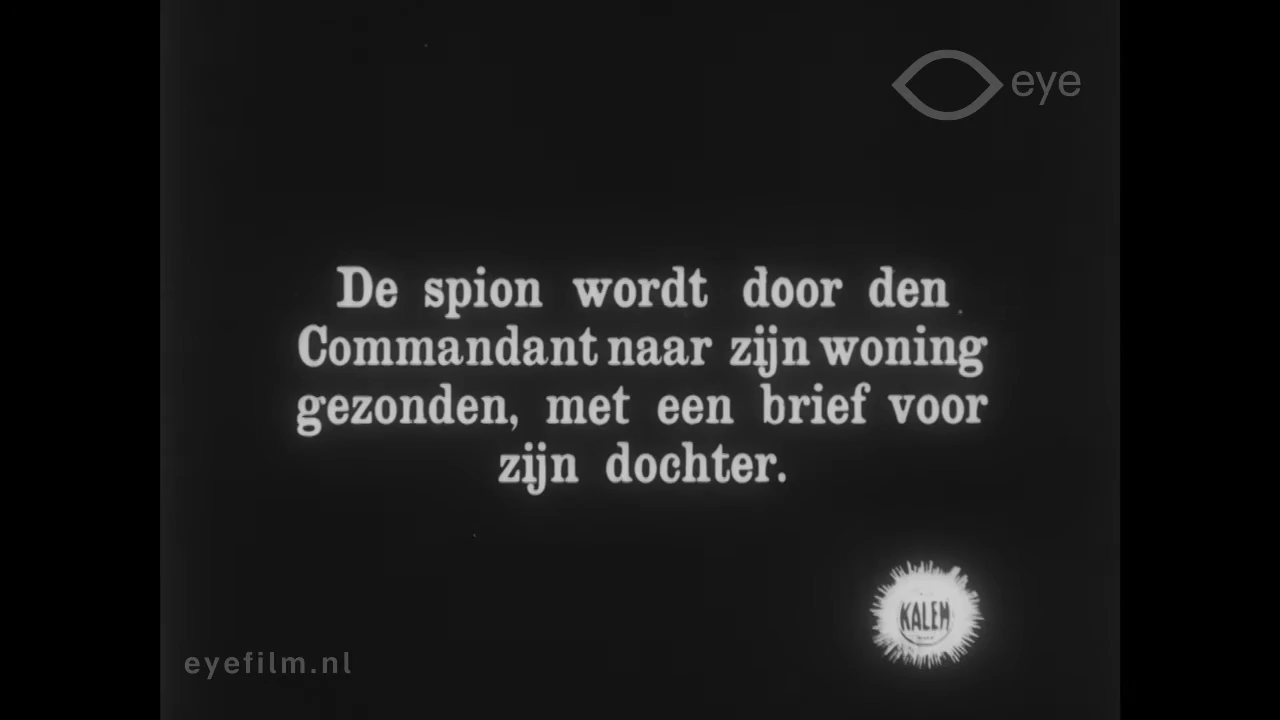 eye
De spion wordt door den
Commandant naar zijn woning
gezonden, met een brief voor
zijn dochter.
KALEM
eyefilm.nl